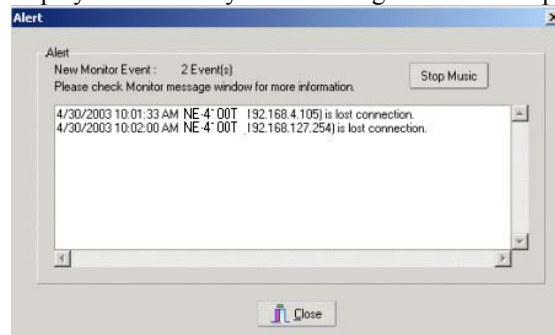 Alert
Alert
New Monitor Event : 2 Event(s)
Please check Monitor message window for more information.
Stop Music
4/30/2003 10:01:33 AM 192.168.4.105) is lost connection.
4/30/2003 10:02:00 AM 192.168.127.254) is lost connection.
Close